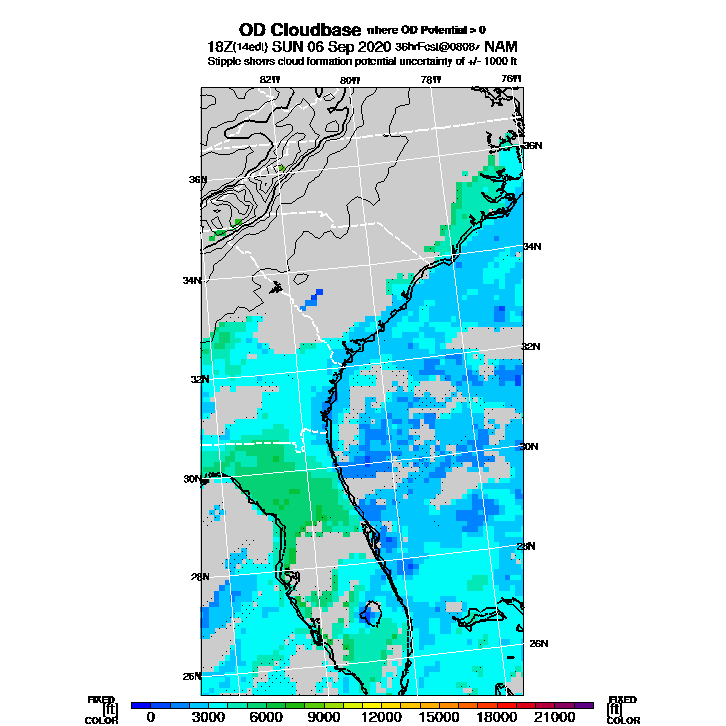 OD Cloudbase where OD Potential > 0
18Z(14edt) SUN 06 Sep 2020 36hrFcst@0808z NAM
Stipple shows cloud formation potential uncertainty of +/- 1000 ft
82W 80W 78W 76W
36N
36N
34N
34N
32N
32N
30N
30N
28N
28N
26N
26N
FIXED FIXED
[ft] [ft]
COLOR 0 3000 6000 9000 12000 15000 18000 21000 COLOR